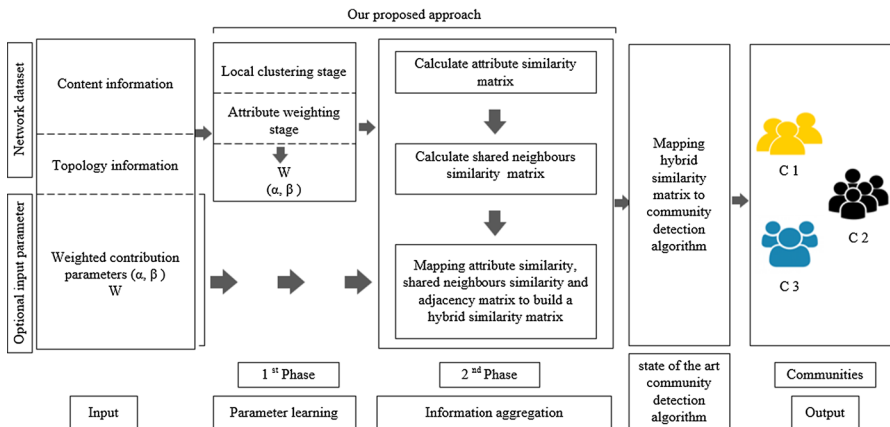 Our proposed approach
Network dataset
Content information
Topology information
Optional input parameter
Weighted contribution
parameters (α, β )
W
Local clustering stage
Attribute weighting
stage
W
(α, β )
Calculate attribute similarity
matrix
Calculate shared neighbours
similarity matrix
Mapping attribute similarity,
shared neighbours similarity and
adjacency matrix to build a
hybrid similarity matrix
Mapping
hybrid
similarity
matrix to
community
detection
algorithm
C 1
C 2
C 3
1 st Phase
2 nd Phase
state of the art
community
detection
algorithm
Communities
Input
Parameter learning
Information aggregation
Output